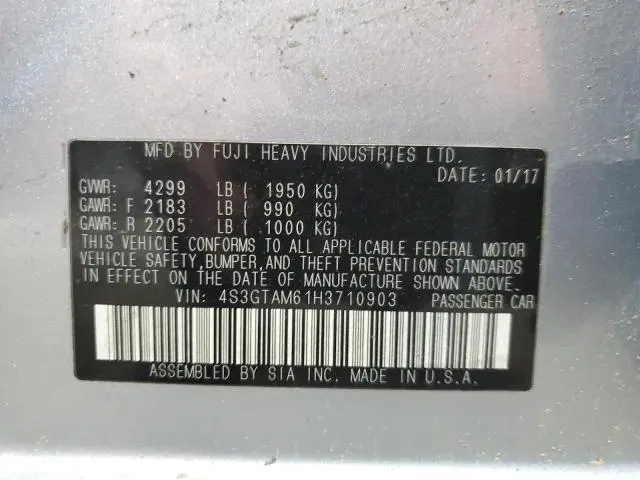 MFD BY FUJI HEAVY INDUSTRIES LTD.
DATE: 01/17
GVWR: 4299 LB ( 1950 KG)
GAWR: F 2183 LB ( 990 KG)
GAWR: R 2205 LB ( 1000 KG)
THIS VEHICLE CONFORMS TO ALL APPLICABLE FEDERAL MOTOR
VEHICLE SAFETY, BUMPER, AND THEFT PREVENTION STANDARDS
IN EFFECT ON THE DATE OF MANUFACTURE SHOWN ABOVE.
VIN: 4S3GTAM61H3710903 PASSENGER CAR
ASSEMBLED BY SIA INC. MADE IN U.S.A.